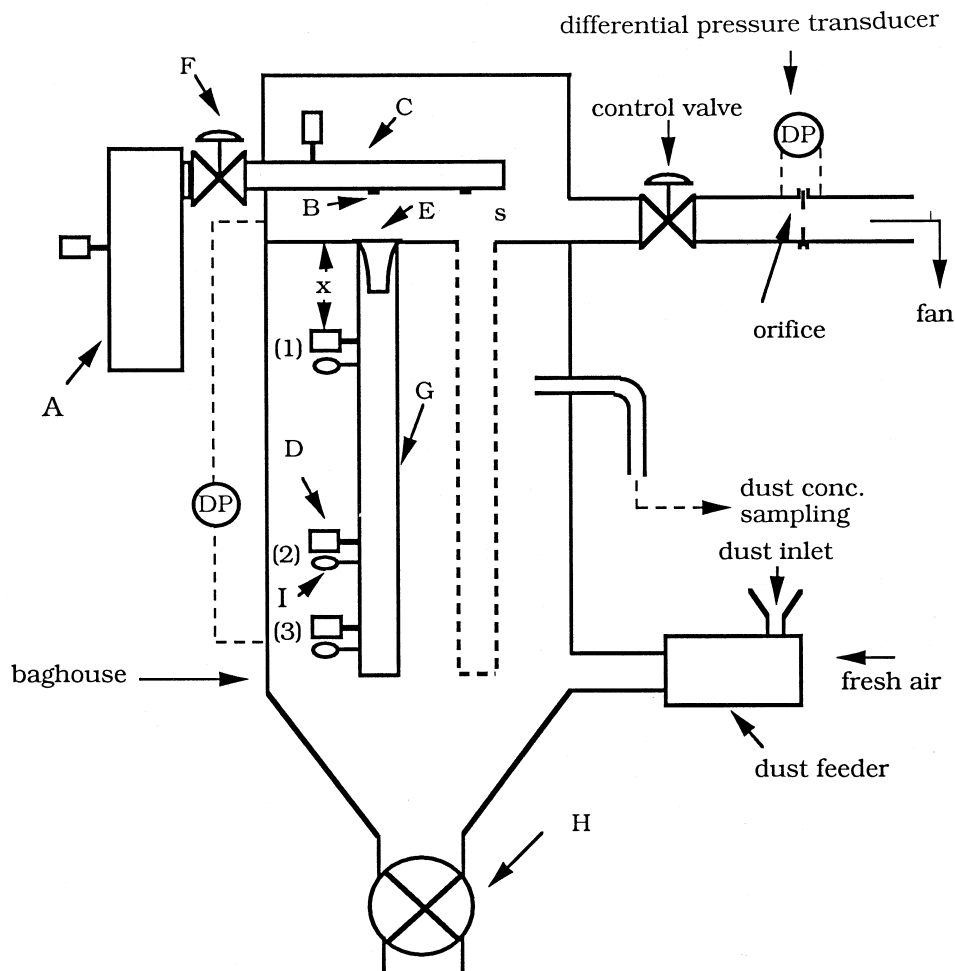 differential pressure transducer
F
C
control valve
DP
B
E
s
x
fan
orifice
(1)
A
G
D
DP
dust conc.
sampling
(2)
dust inlet
I
(3)
baghouse
fresh air
dust feeder
H